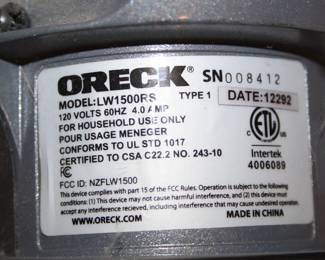 ORECK® SN008412
MODEL:LW1500RS TYPE 1 DATE:12292
120 VOLTS 60HZ 4.0 AMP
FOR HOUSEHOLD USE ONLY
POUR USAGE MENEGER
CONFORMS TO UL STD 1017
CERTIFIED TO CSA C22.2 NO. 243-10
ETL
Intertek
4006089
FC
FCC ID: NZFLW1500
This device complies with part 15 of the FCC Rules. Operation is subject to the following
conditions: (1) This device may not cause harmful interference, and (2) this device must
accept any interference received, including interference that may cause undesired operation.
WWW.ORECK.COM MADE IN CHINA